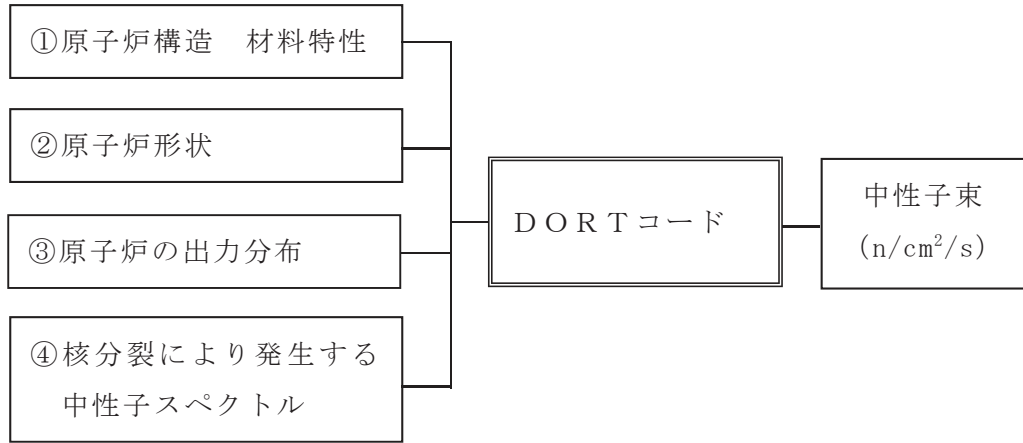 ①原子炉構造　材料特性
②原子炉形状
③原子炉の出力分布
④核分裂により発生する
中性子スペクトル
ＤＯＲＴコード
中性子束
(n/cm²/s)